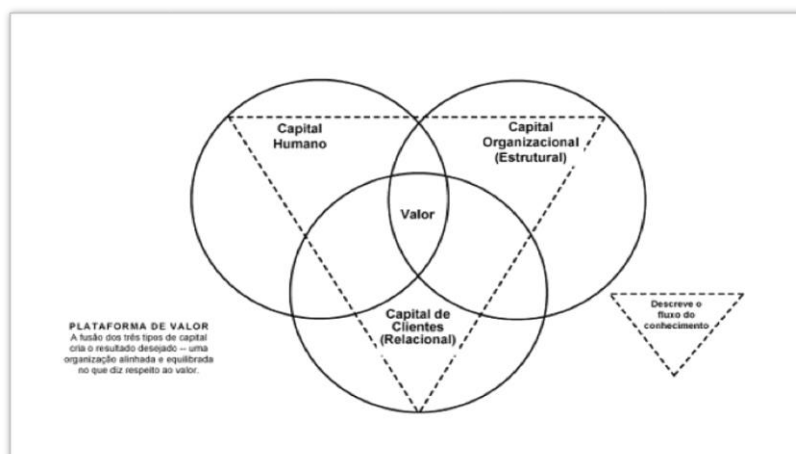 Capital
Humano
Capital
Organizacional
(Estrutural)
Valor
Capital de
Clientes
(Relacional)
Descreve o
fluxo do
conhecimento
PLATAFORMA DE VALOR
A fusão dos três tipos de capital
cria o resultado desejado – uma
organização alinhada e equilibrada
no que diz respeito ao valor.